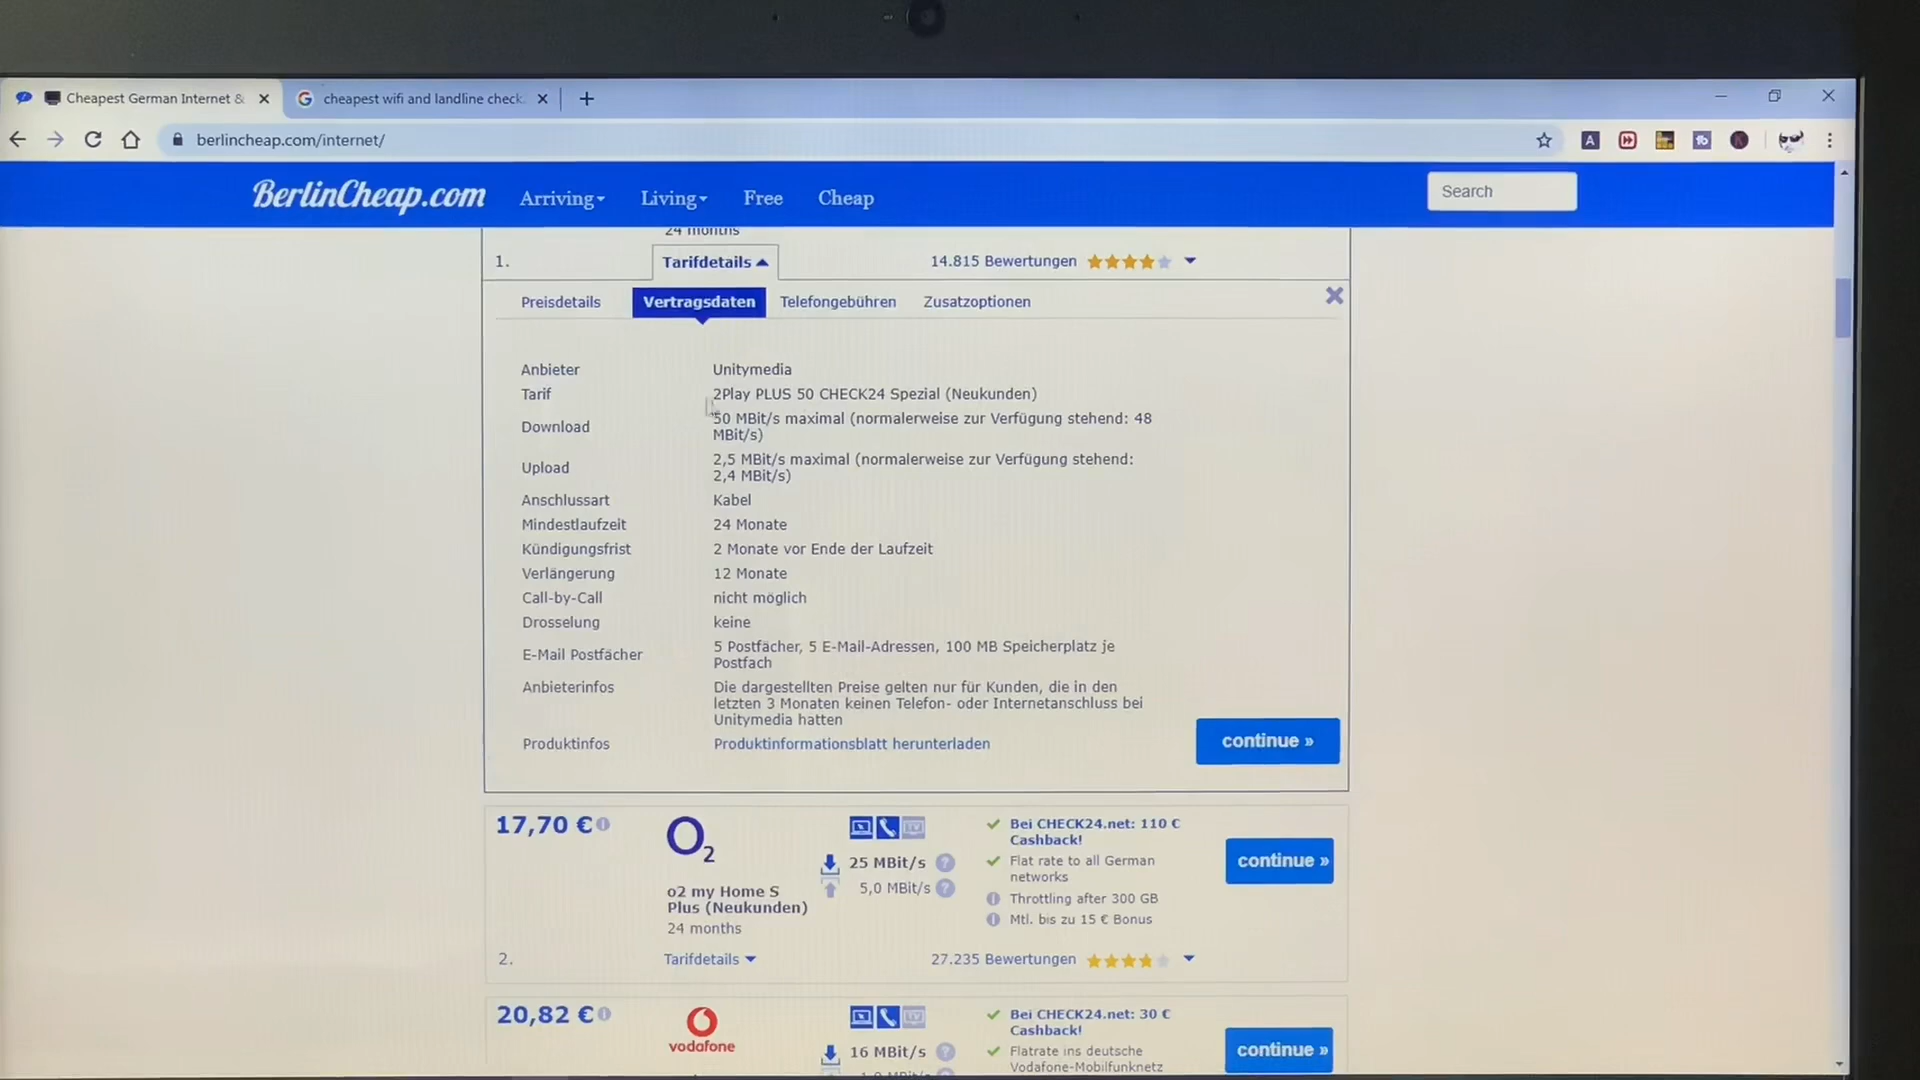 Cheapest German Internet &
cheapest wifi and landline check
berlincheap.com/internet/
BerlinCheap.com
Arriving
Living
Free
Cheap
Search
24 months
1.
Tarifdetails
14.815 Bewertungen
Preisdetails
Vertragsdaten
Telefongebühren
Zusatzoptionen
Anbieter
Unitymedia
Tarif
2Play PLUS 50 CHECK24 Spezial (Neukunden)
Download
50 MBit/s maximal (normalerweise zur Verfügung stehend: 48
MBit/s)
Upload
2,5 MBit/s maximal (normalerweise zur Verfügung stehend:
2,4 MBit/s)
Anschlussart
Kabel
Mindestlaufzeit
24 Monate
Kündigungsfrist
2 Monate vor Ende der Laufzeit
Verlängerung
12 Monate
Call-by-Call
nicht möglich
Drosselung
keine
E-Mail Postfächer
5 Postfächer, 5 E-Mail-Adressen, 100 MB Speicherplatz je
Postfach
Anbieterinfos
Die dargestellten Preise gelten nur für Kunden, die in den
letzten 3 Monaten keinen Telefon- oder Internetanschluss bei
Unitymedia hatten
Produktinfos
Produktinformationsblatt herunterladen
continue »
17,70 €
O2
o2 my Home S
Plus (Neukunden)
24 months
25 MBit/s
5,0 MBit/s
Bei CHECK24.net: 110 €
Cashback!
Flat rate to all German
networks
Throttling after 300 GB
Mtl. bis zu 15 € Bonus
continue »
2.
Tarifdetails
27.235 Bewertungen
20,82 €
vodafone
16 MBit/s
Bei CHECK24.net: 30 €
Cashback!
Flatrate ins deutsche
Vodafone-Mobilfunknetz
continue »